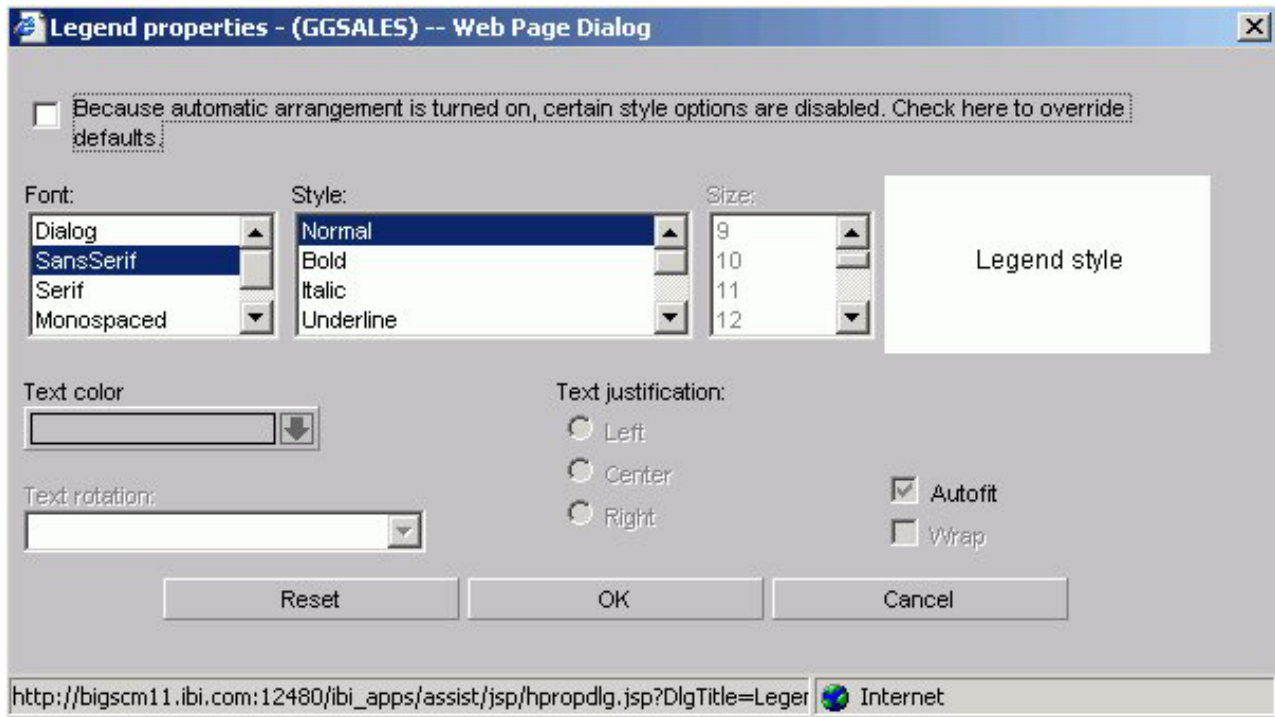 Legend properties - (GGSALES) -- Web Page Dialog
Because automatic arrangement is turned on, certain style options are disabled. Check here to override
defaults.
Font:
Style:
Size:
Dialog
SansSerif
Serif
Monospaced
Normal
Bold
Italic
Underline
9
10
11
12
Legend style
Text color
Text justification:
Left
Center
Right
Text rotation:
Autofit
Wrap
Reset
OK
Cancel
http://bigscm11.ibi.com:12480/ibi_apps/assist/jsp/hpropdlg.jsp?DlgTitle=Leger
Internet